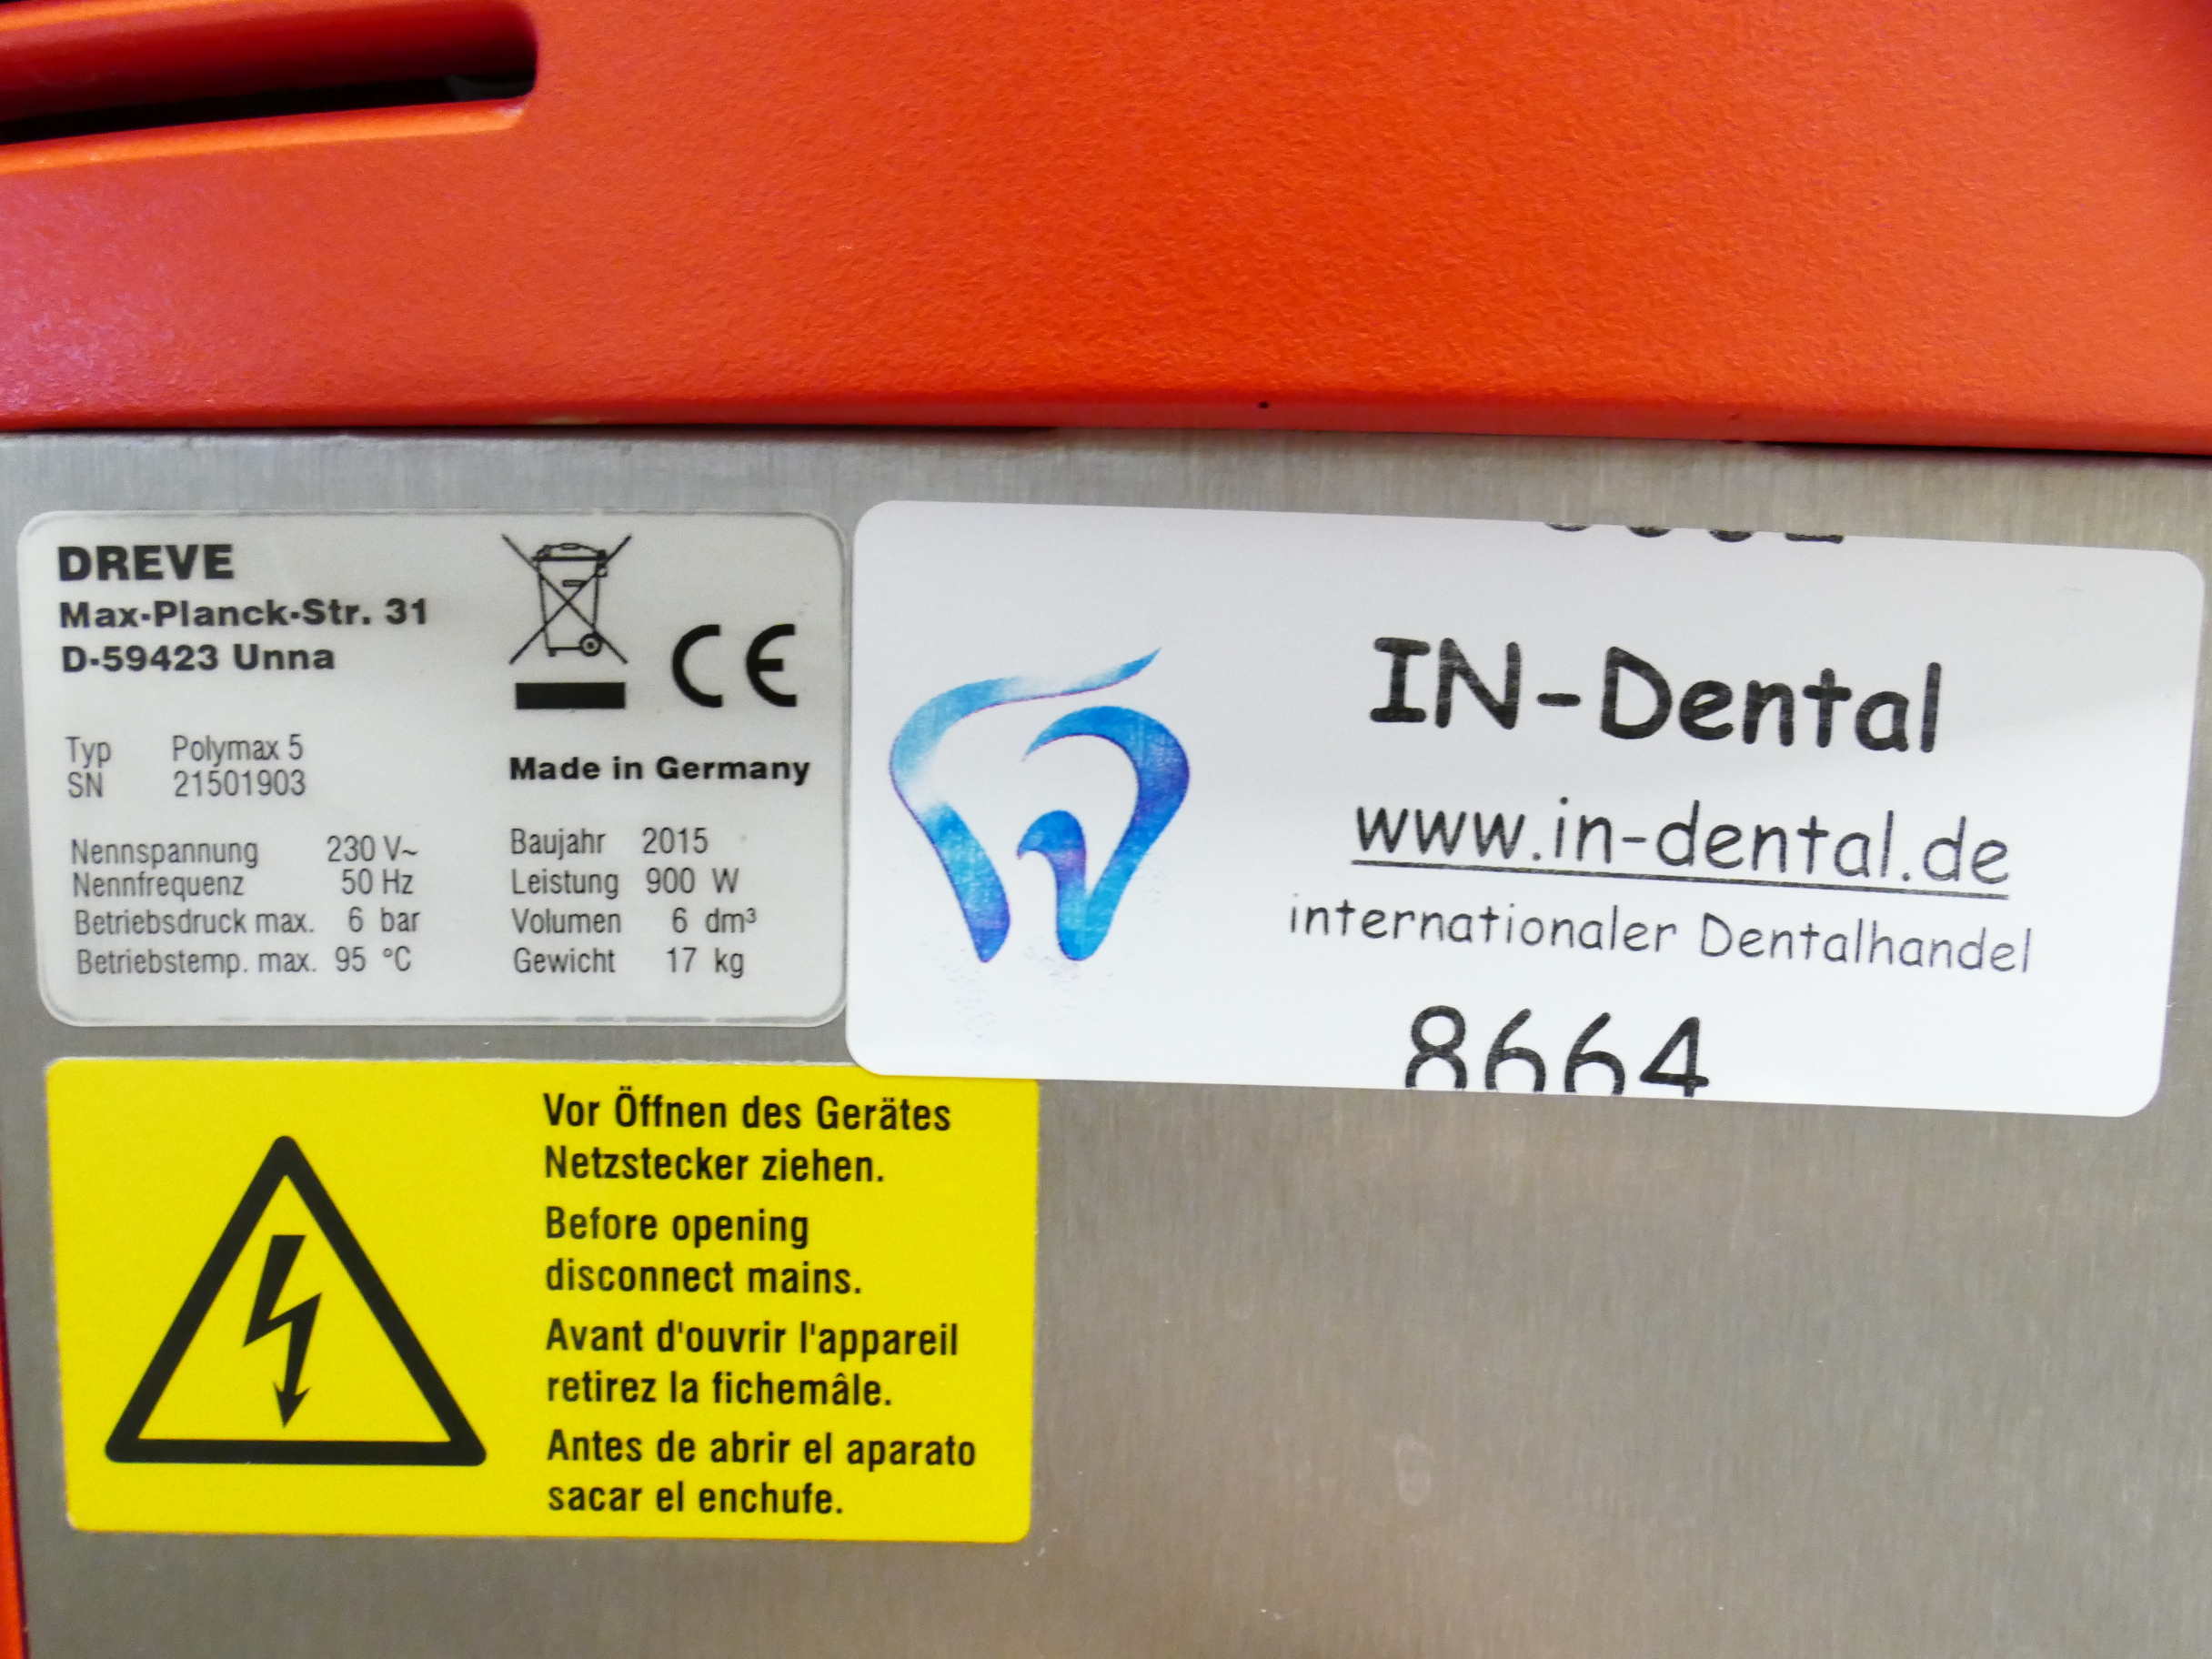 DREVE
Max-Planck-Str. 31
D-59423 Unna
CE
Typ Polymax 5
SN 21501903
Made in Germany
Nennspannung 230 V~
Nennfrequenz 50 Hz
Betriebsdruck max. 6 bar
Betriebstemp. max. 95 °C
Baujahr 2015
Leistung 900 W
Volumen 6 dm³
Gewicht 17 kg
IN-Dental
www.in-dental.de
internationaler Dentalhandel
8664
Vor Öffnen des Gerätes
Netzstecker ziehen.
Before opening
disconnect mains.
Avant d'ouvrir l'appareil
retirez la fichemâle.
Antes de abrir el aparato
sacar el enchufe.